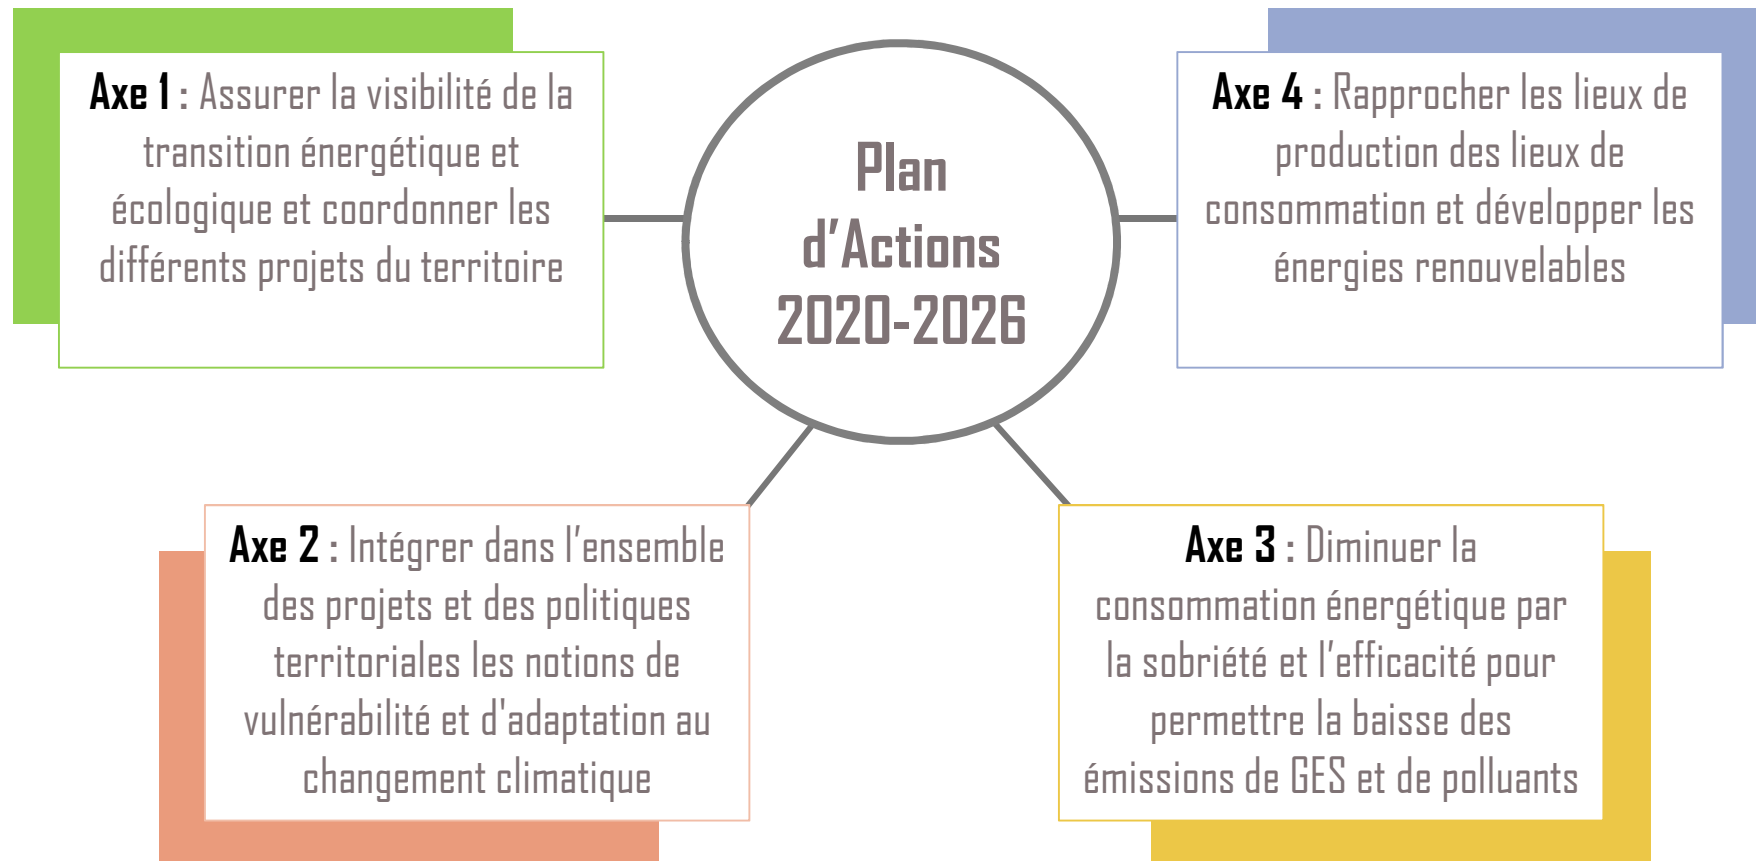 Axe 1 : Assurer la visibilité de la
transition énergétique et
écologique et coordonner les
différents projets du territoire
Plan
d’Actions
2020-2026
Axe 4 : Rapprocher les lieux de
production des lieux de
consommation et développer les
énergies renouvelables
Axe 2 : Intégrer dans l’ensemble
des projets et des politiques
territoriales les notions de
vulnérabilité et d'adaptation au
changement climatique
Axe 3 : Diminuer la
consommation énergétique par
la sobriété et l’efficacité pour
permettre la baisse des
émissions de GES et de polluants